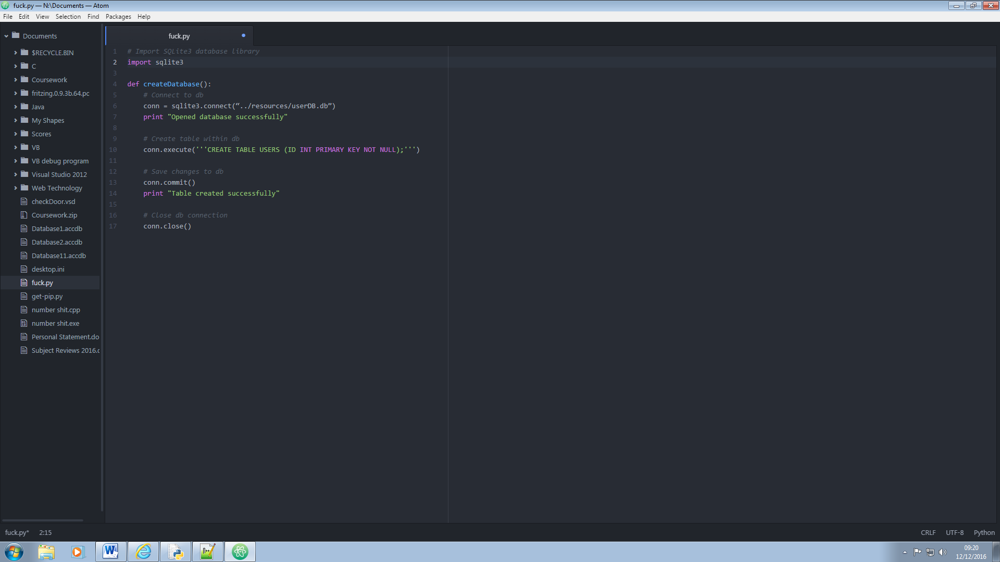 fuck.py — N:\Documents — Atom
File Edit View Selection Find Packages Help
Documents
$RECYCLE.BIN
C
Coursework
fritzing.0.9.3b.64.pc
Java
My Shapes
Scores
VB
VB debug program
Visual Studio 2012
Web Technology
checkDoor.vsd
Coursework.zip
Database1.accdb
Database2.accdb
Database11.accdb
desktop.ini
fuck.py
get-pip.py
number shit.cpp
number shit.exe
Personal Statement.do
Subject Reviews 2016.c
fuck.py
1 # Import SQLite3 database library
2 import sqlite3
3
4 def createDatabase():
5     # Connect to db
6     conn = sqlite3.connect(“../resources/userDB.db”)
7     print "Opened database successfully"
8
9     # Create table within db
10     conn.execute('''CREATE TABLE USERS (ID INT PRIMARY KEY NOT NULL);''')
11
12     # Save changes to db
13     conn.commit()
14     print "Table created successfully"
15
16     # Close db connection
17     conn.close()
fuck.py* 2:15
CRLF UTF-8 Python
09:20
12/12/2016